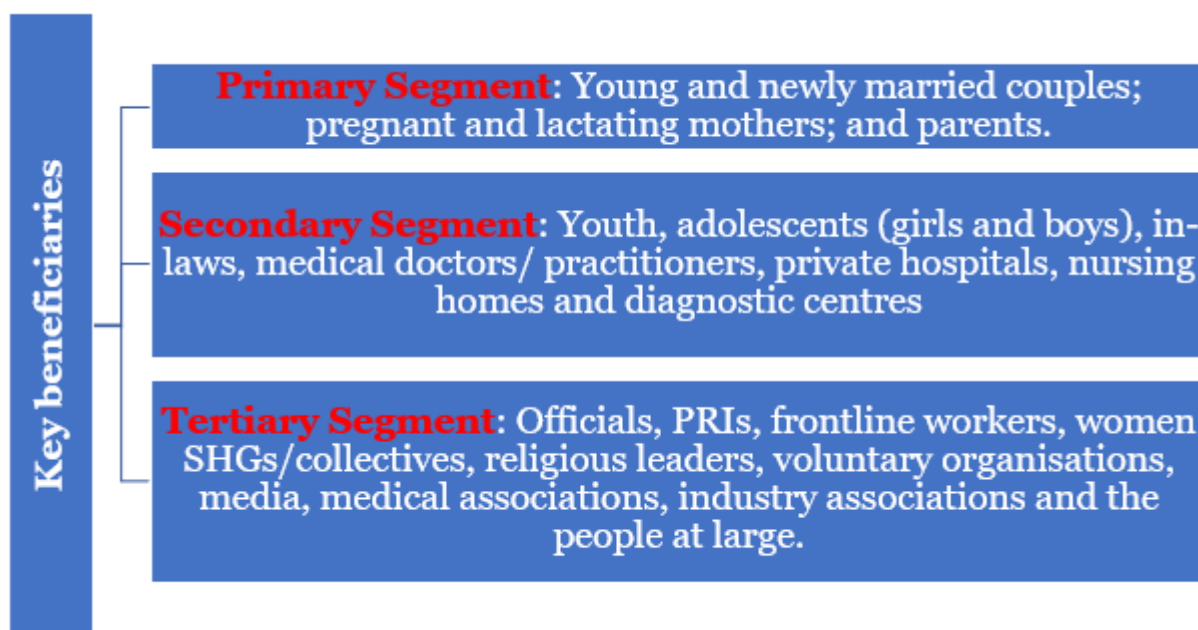 Key beneficiaries
Primary Segment: Young and newly married couples;
pregnant and lactating mothers; and parents.
Secondary Segment: Youth, adolescents (girls and boys), in-
laws, medical doctors/ practitioners, private hospitals, nursing
homes and diagnostic centres
Tertiary Segment: Officials, PRIs, frontline workers, women
SHGs/collectives, religious leaders, voluntary organisations,
media, medical associations, industry associations and the
people at large.